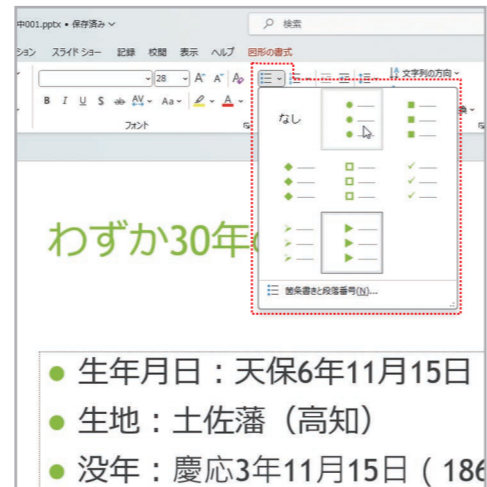 中001.pptx • 保存済み
検索
ション スライド ショー 記録 校閲 表示 ヘルプ 図形の書式
28 A A A 文字列の方向
B I U S ab AV Aa A
フォント
なし
箇条書きと段落番号(N)...
わずか30年
生年月日：天保6年11月15日
生地：土佐藩（高知）
没年：慶応3年11月15日（186